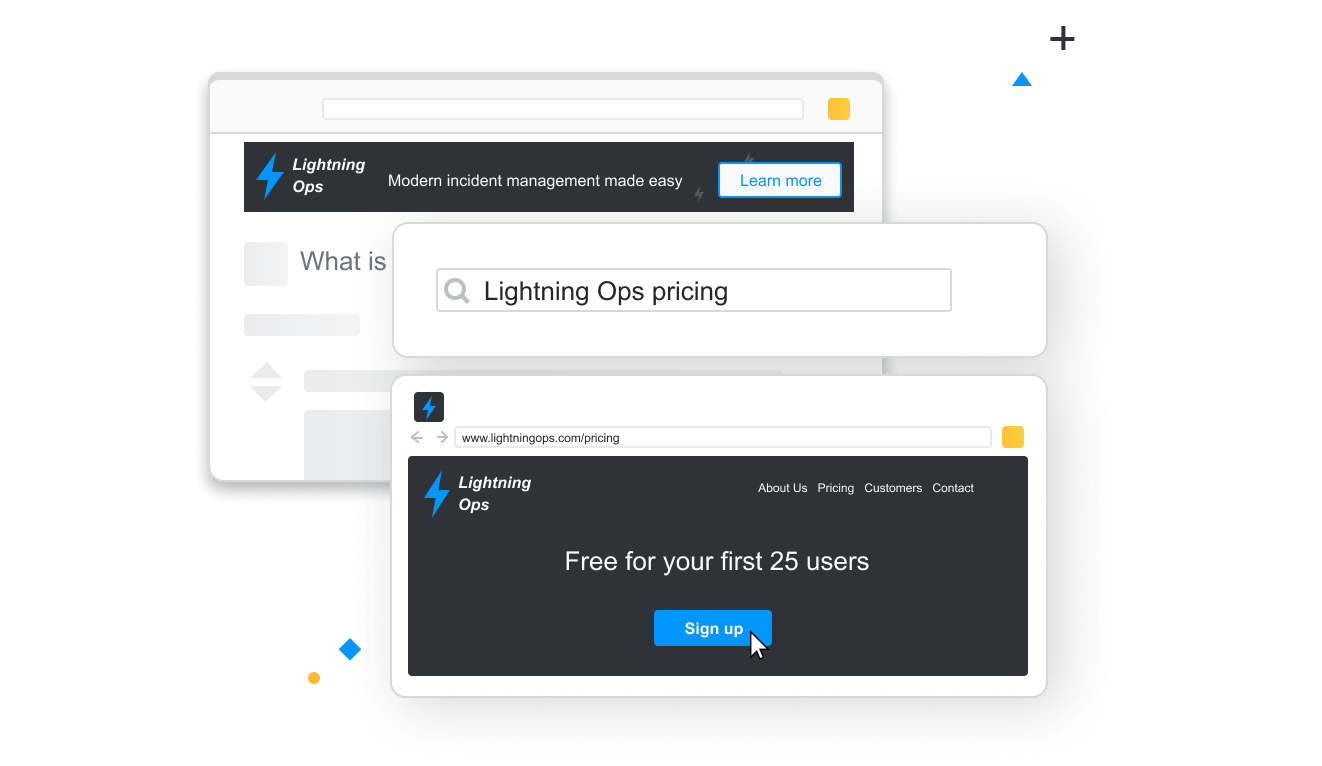 Lightning
Ops
Modern incident management made easy
Learn more
What is
Lightning Ops pricing
www.lightningops.com/pricing
Lightning
Ops
About Us Pricing Customers Contact
Free for your first 25 users
Sign up